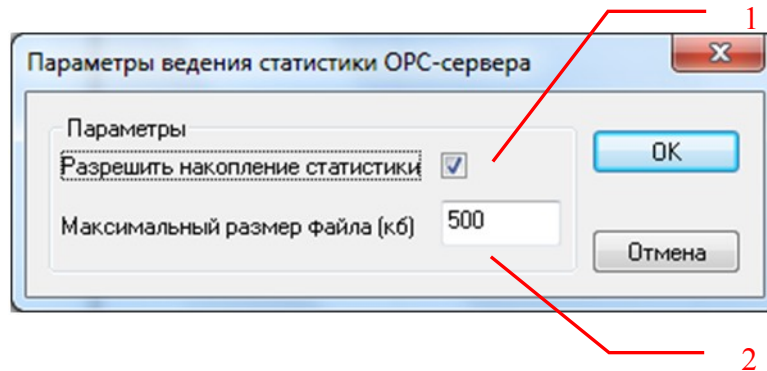 1
Параметры ведения статистики OPC-сервера
Параметры
Разрешить накопление статистики
OK
Максимальный размер файла (кб)
500
Отмена
2